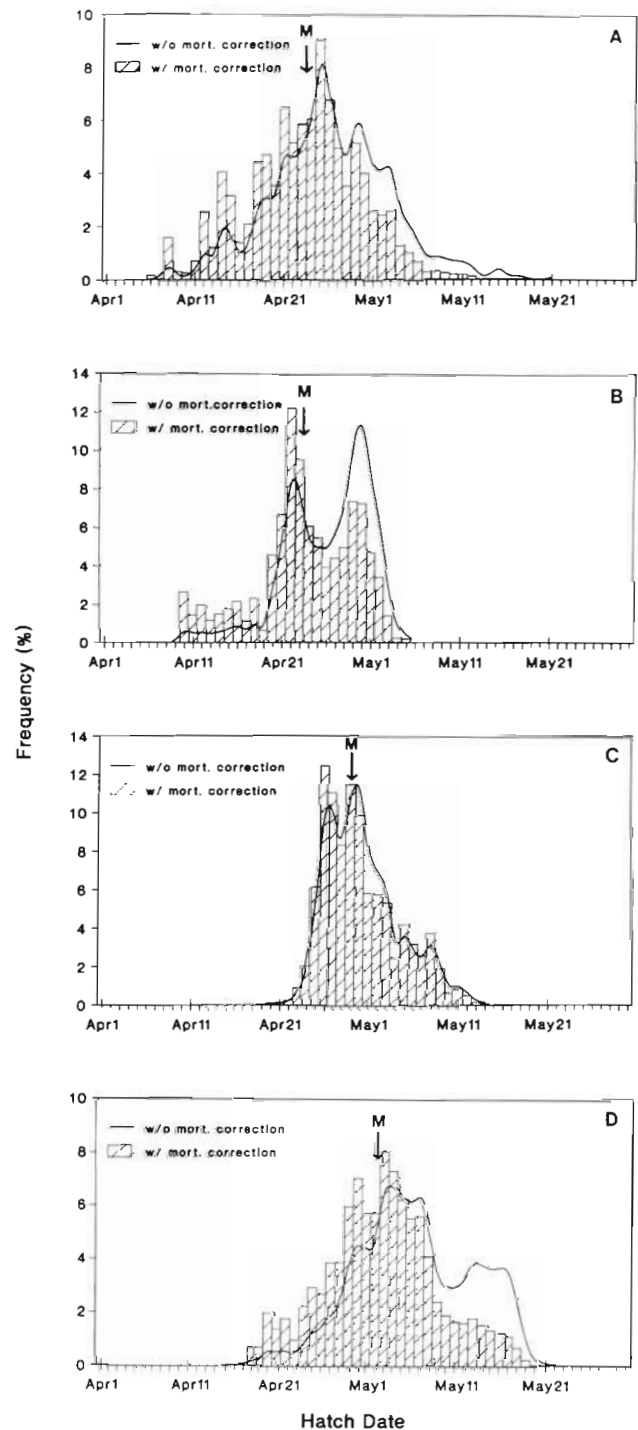 10
8
6
4
2
0
M
A
w/o mort. correction
w/ mort. correction
Apr1 Apr11 Apr21 May1 May11 May21
14
12
10
8
6
4
2
0
M
B
w/o mort.correction
w/ mort. correction
Apr1 Apr11 Apr21 May1 May11 May21
Frequency (%)
14
12
10
8
6
4
2
0
M
C
w/o mort. correction
w/ mort. correction
Apr1 Apr11 Apr21 May1 May11 May21
10
8
6
4
2
0
M
D
w/o mort. correction
w/ mort. correction
Apr1 Apr11 Apr21 May1 May11 May21
Hatch Date